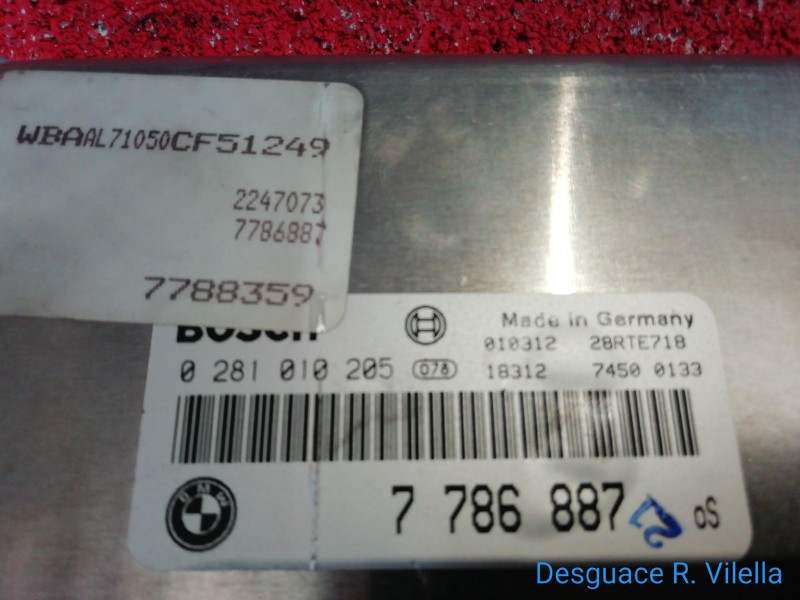 WBAAL71050CF51249
2247073
7786887
7788359
BOSCH
Made in Germany
010312 28RTE718
0 281 010 205 078 18312 7450 0133
BMW
7 786 887 oS
Desguace R. Vilella